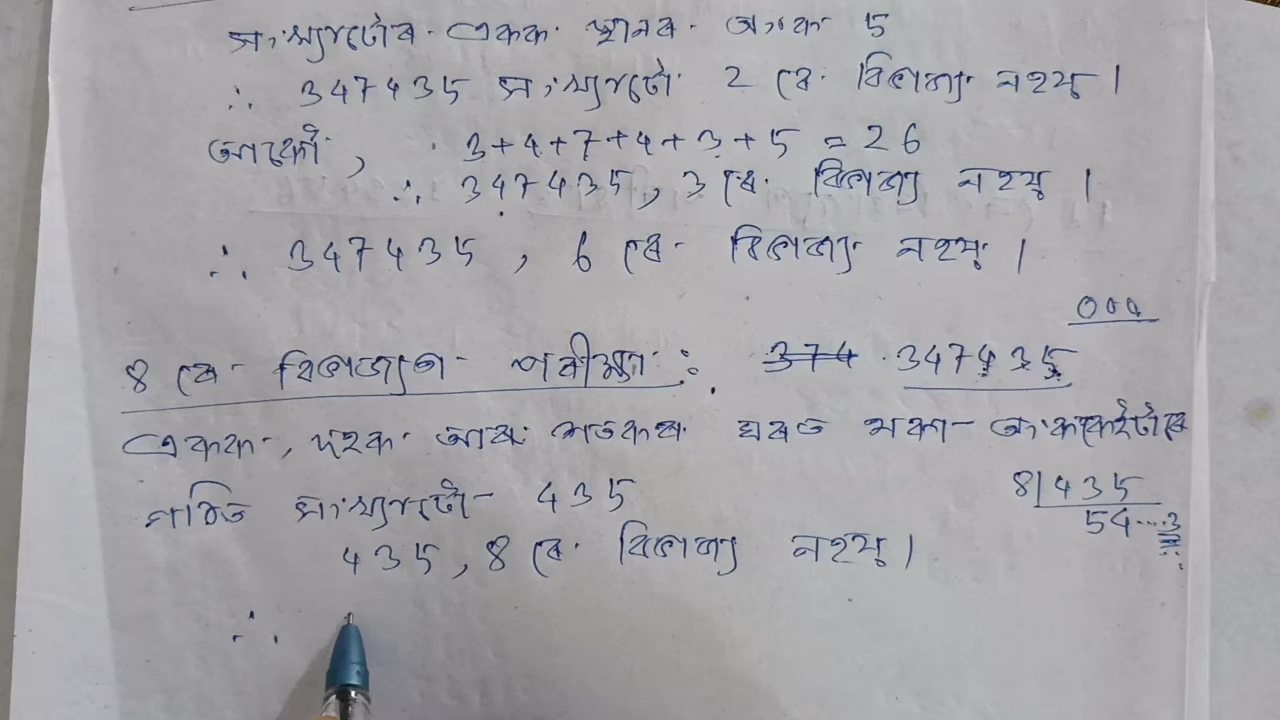 সংখ্যাটোৰ একক স্থানৰ অংক 5
∴ 347435 সংখ্যাটো 2 ৰে বিভাজ্য নহয়।
আকৌ, 3+4+7+4+3+5 = 26
∴ 347435, 3 ৰে বিভাজ্য নহয়।
∴ 347435, 6 ৰে বিভাজ্য নহয়।
000
8 ৰে বিভাজ্যতা পৰীক্ষা : 374 347435
একক, দহক আৰু শতকৰ ঘৰত থকা অংককেইটাৰে
গঠিত সংখ্যাটো 435
8|435
54....3
435, 8 ৰে বিভাজ্য নহয়।
∴